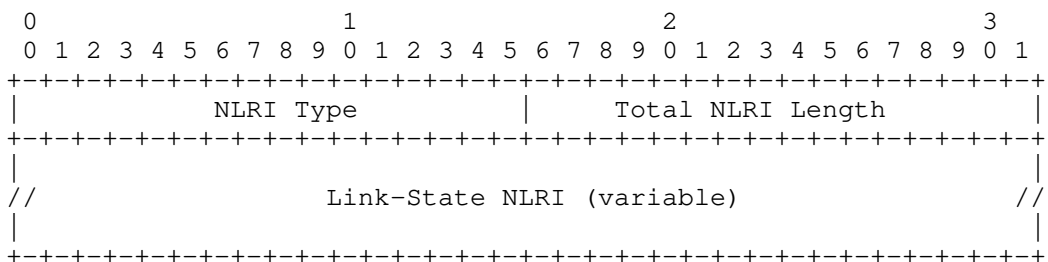 0                   1                   2                   3
 0 1 2 3 4 5 6 7 8 9 0 1 2 3 4 5 6 7 8 9 0 1 2 3 4 5 6 7 8 9 0 1
+-+-+-+-+-+-+-+-+-+-+-+-+-+-+-+-+-+-+-+-+-+-+-+-+-+-+-+-+-+-+-+-+
|            NLRI Type          |     Total NLRI Length         |
+-+-+-+-+-+-+-+-+-+-+-+-+-+-+-+-+-+-+-+-+-+-+-+-+-+-+-+-+-+-+-+-+
|                                                               |
//                  Link-State NLRI (variable)                 //
|                                                               |
+-+-+-+-+-+-+-+-+-+-+-+-+-+-+-+-+-+-+-+-+-+-+-+-+-+-+-+-+-+-+-+-+